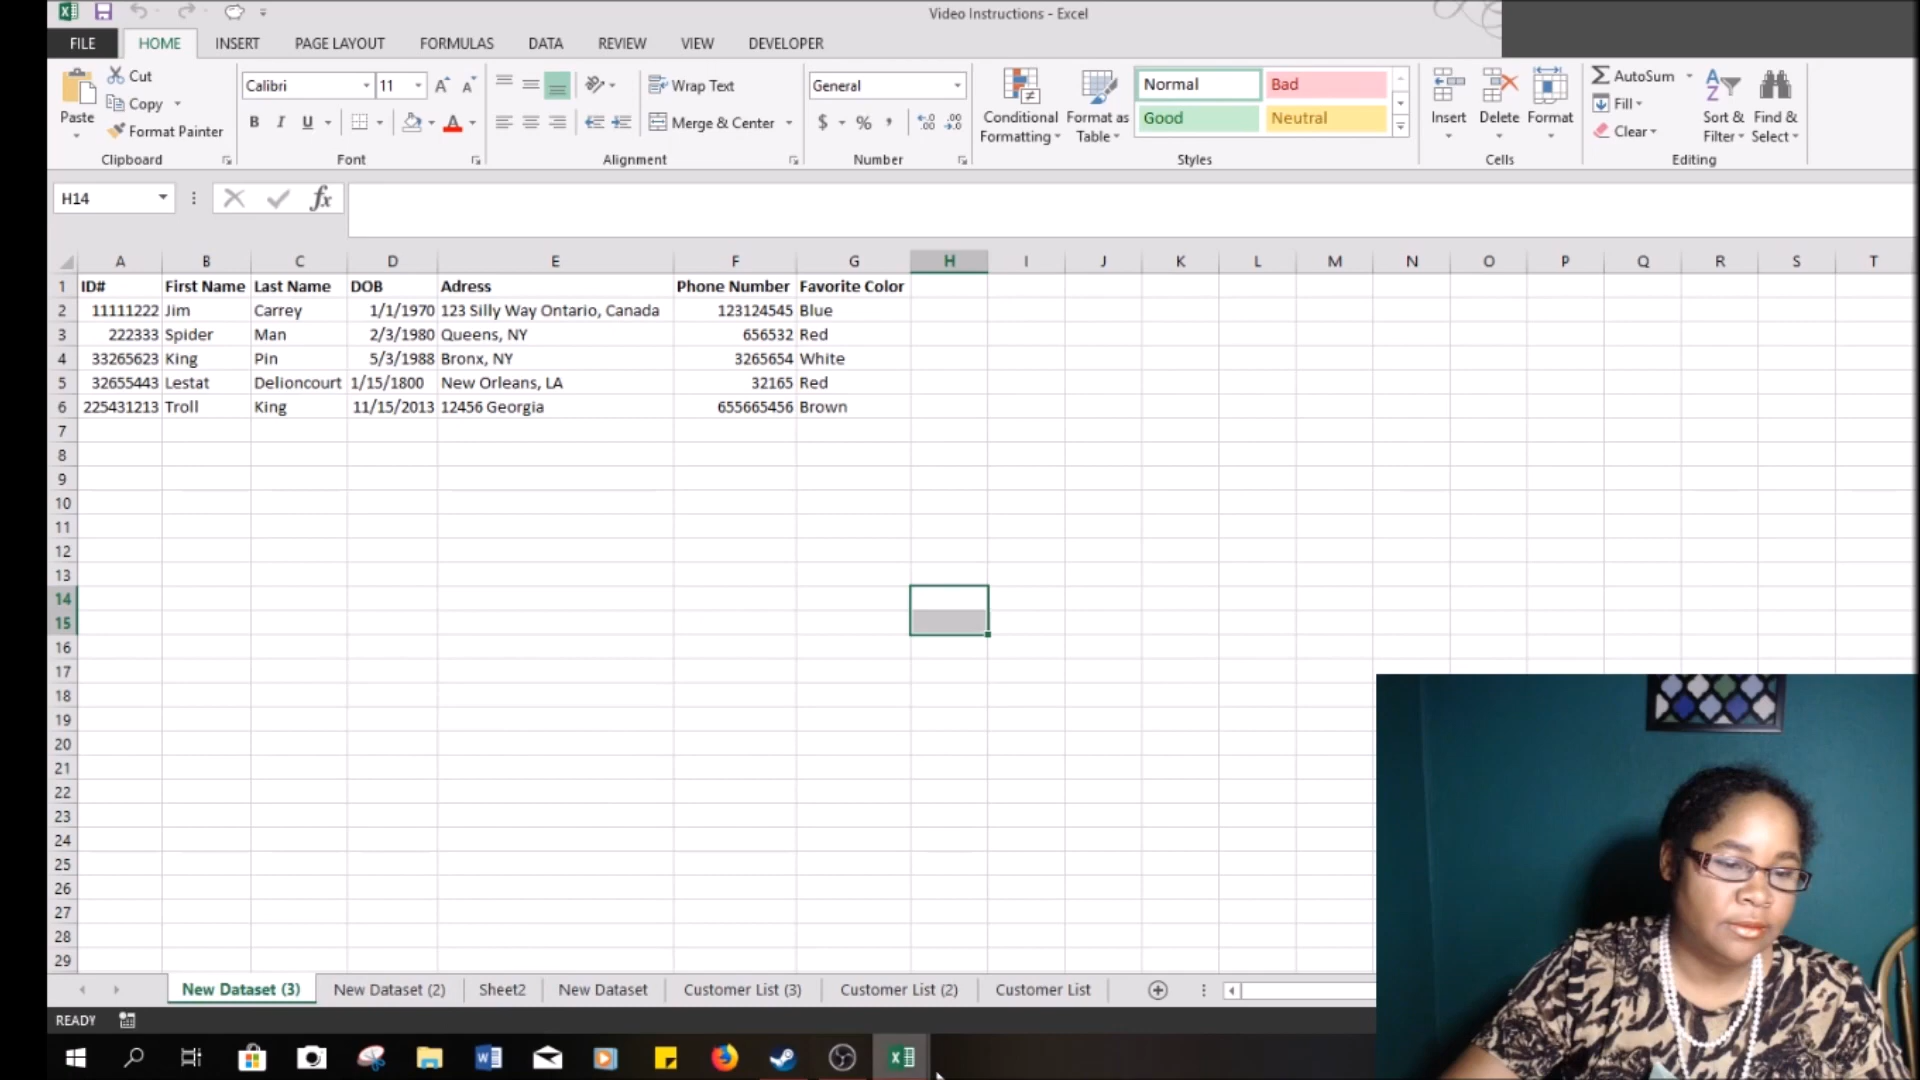 Video Instructions - Excel
FILE HOME INSERT PAGE LAYOUT FORMULAS DATA REVIEW VIEW DEVELOPER
Paste
Cut
Copy
Format Painter
Clipboard
Calibri 11
B I U
Font
Wrap Text
Merge & Center
Alignment
General
$ % ,
Number
Conditional Formatting
Format as Table
Normal Bad
Good Neutral
Styles
Insert Delete Format
Cells
AutoSum
Fill
Clear
Sort & Filter
Find & Select
Editing
H14 fx
A B C D E F G H I J K L M N O P Q R S T
1 ID# First Name Last Name DOB Adress Phone Number Favorite Color
2 11111222 Jim Carrey 1/1/1970 123 Silly Way Ontario, Canada 123124545 Blue
3 222333 Spider Man 2/3/1980 Queens, NY 656532 Red
4 33265623 King Pin 5/3/1988 Bronx, NY 3265654 White
5 32655443 Lestat Delioncourt 1/15/1800 New Orleans, LA 32165 Red
6 225431213 Troll King 11/15/2013 12456 Georgia 655665456 Brown
7
8
9
10
11
12
13
14
15
16
17
18
19
20
21
22
23
24
25
26
27
28
29
New Dataset (3) New Dataset (2) Sheet2 New Dataset Customer List (3) Customer List (2) Customer List
READY